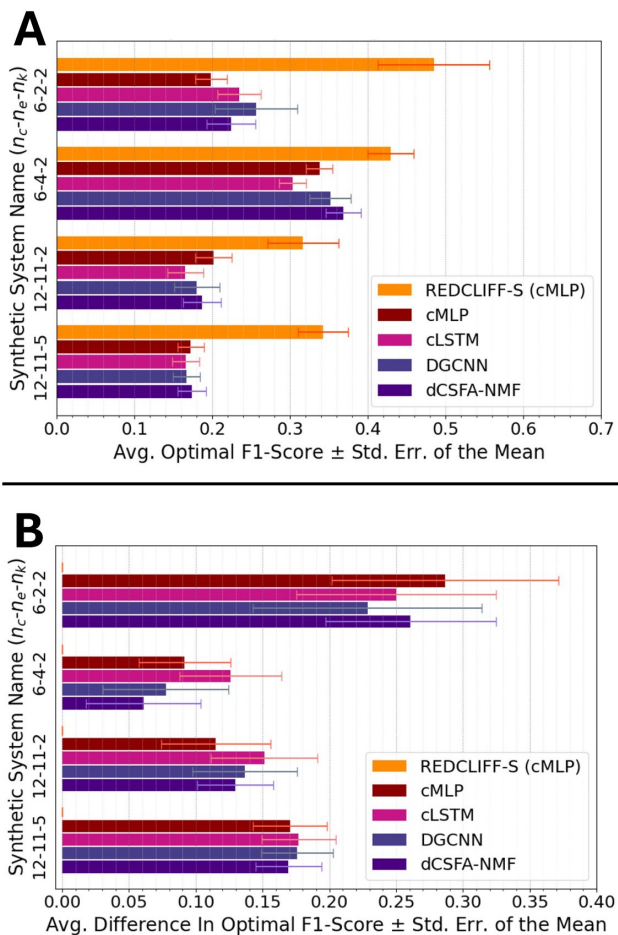 A
Synthetic System Name (n_c-n_e-n_k)
6-2-2
6-4-2
12-11-2
12-11-5
REDCLIFF-S (cMLP)
cMLP
cLSTM
DGCNN
dCSFA-NMF
0.0 0.1 0.2 0.3 0.4 0.5 0.6 0.7
Avg. Optimal F1-Score ± Std. Err. of the Mean
B
Synthetic System Name (n_c-n_e-n_k)
6-2-2
6-4-2
12-11-2
12-11-5
REDCLIFF-S (cMLP)
cMLP
cLSTM
DGCNN
dCSFA-NMF
0.00 0.05 0.10 0.15 0.20 0.25 0.30 0.35 0.40
Avg. Difference In Optimal F1-Score ± Std. Err. of the Mean